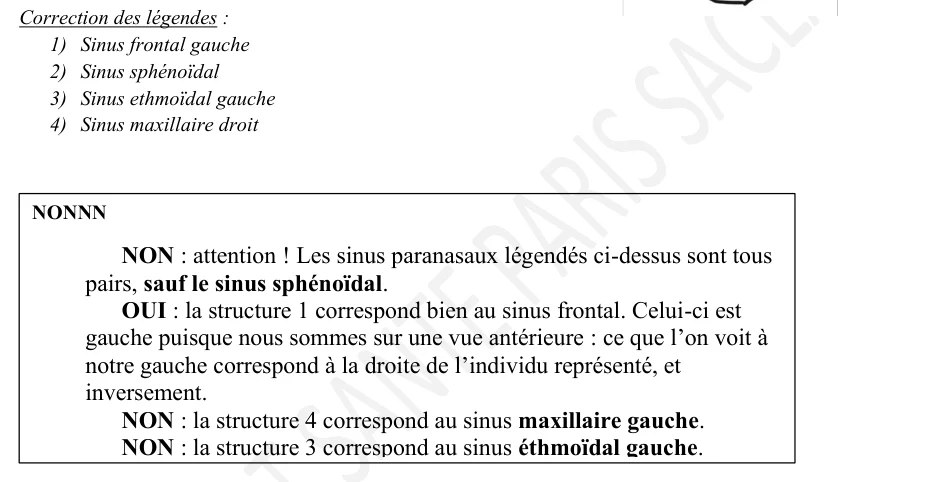 Correction des légendes :
1) Sinus frontal gauche
2) Sinus sphénoïdal
3) Sinus ethmoïdal gauche
4) Sinus maxillaire droit
NONNN
NON : attention ! Les sinus paranasaux légendés ci-dessus sont tous
pairs, sauf le sinus sphénoïdal.
OUI : la structure 1 correspond bien au sinus frontal. Celui-ci est
gauche puisque nous sommes sur une vue antérieure : ce que l’on voit à
notre gauche correspond à la droite de l’individu représenté, et
inversement.
NON : la structure 4 correspond au sinus maxillaire gauche.
NON : la structure 3 correspond au sinus éthmoïdal gauche.
SANTE PARIS SACL